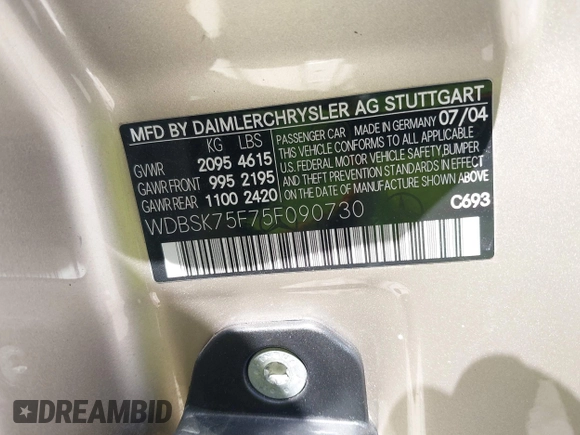 MFD BY DAIMLERCHRYSLER AG STUTTGART
KG LBS
GVWR 2095 4615
GAWR FRONT 995 2195
GAWR REAR 1100 2420
PASSENGER CAR MADE IN GERMANY 07/04
THIS VEHICLE CONFORMS TO ALL APPLICABLE
U.S. FEDERAL MOTOR VEHICLE SAFETY, BUMPER
AND THEFT PREVENTION STANDARDS IN EFFECT
ON THE DATE OF MANUFACTURE SHOWN ABOVE
WDBSK75F75F090730
C693
DREAMBID